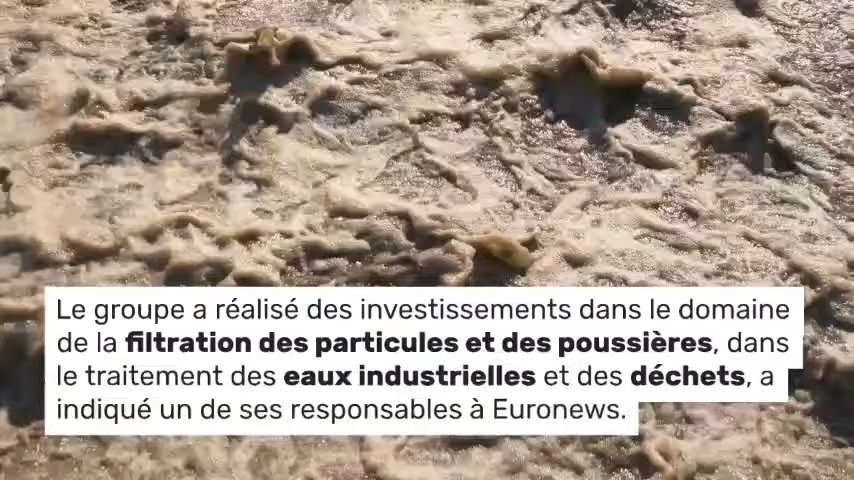 Le groupe a réalisé des investissements dans le domaine
de la filtration des particules et des poussières, dans
le traitement des eaux industrielles et des déchets, a
indiqué un de ses responsables à Euronews.